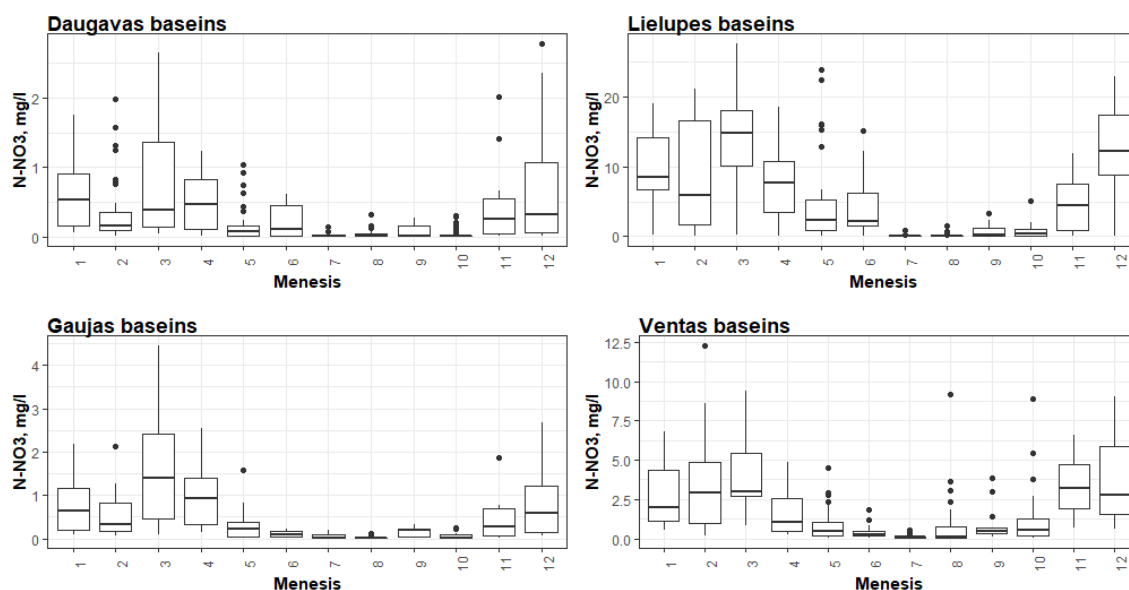 Daugavas baseins
N-NO3, mg/l
2
1
0
1 2 3 4 5 6 7 8 9 10 11 12
Menesis
Lielupes baseins
N-NO3, mg/l
20
10
0
1 2 3 4 5 6 7 8 9 10 11 12
Menesis
Gaujas baseins
N-NO3, mg/l
4
3
2
1
0
1 2 3 4 5 6 7 8 9 10 11 12
Menesis
Ventas baseins
N-NO3, mg/l
12.5
10.0
7.5
5.0
2.5
0.0
1 2 3 4 5 6 7 8 9 10 11 12
Menesis